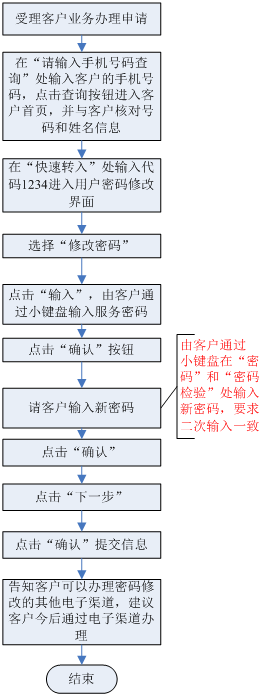 受理客户业务办理申请
在“请输入手机号码查
询”处输入客户的手机号
码，点击查询按钮进入客
户首页，并与客户核对号
码和姓名信息
在“快速转入”处输入代
码1234进入用户密码修改
界面
选择“修改密码”
点击“输入”，由客户通
过小键盘输入服务密码
点击“确认”按钮
请客户输入新密码
由客户通过
小键盘在“密
码”和“密码
检验”处输入
新密码，要求
二次输入一致
点击“确认”
点击“下一步”
点击“确认”提交信息
告知客户可以办理密码修
改的其他电子渠道，建议
客户今后通过电子渠道办
理
结束